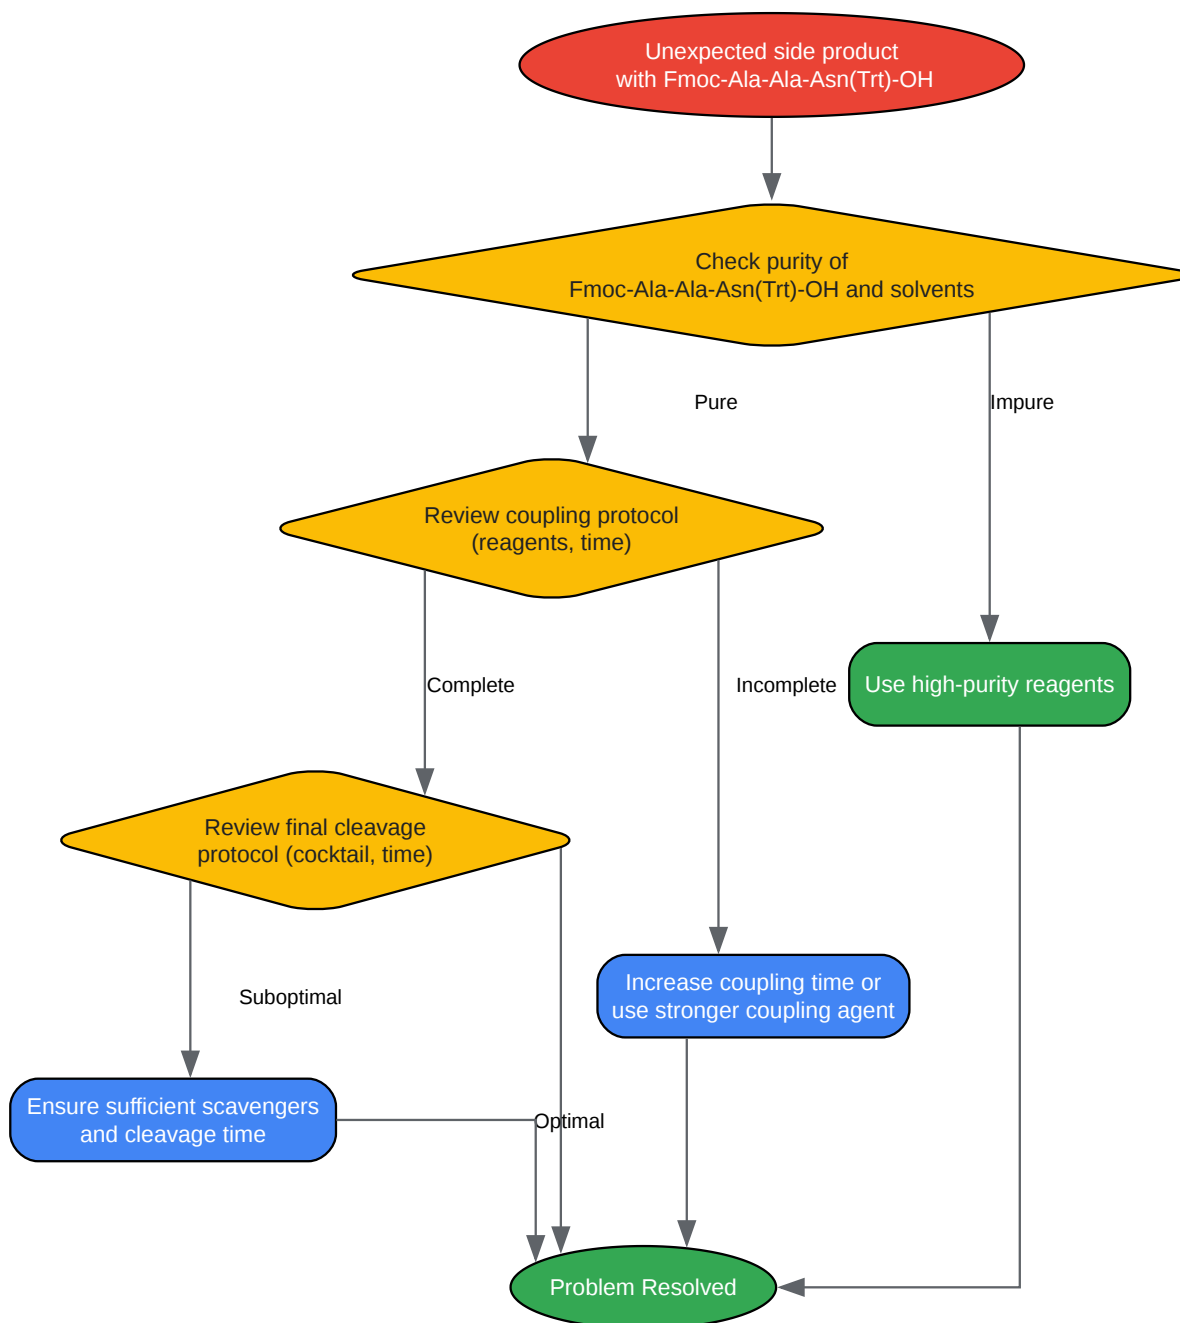 Unexpected side product
with Fmoc-Ala-Ala-Asn(Trt)-OH
Check purity of
Fmoc-Ala-Ala-Asn(Trt)-OH and solvents
Pure
Impure
Review coupling protocol
(reagents, time)
Complete
Incomplete
Use high-purity reagents
Review final cleavage
protocol (cocktail, time)
Suboptimal
Increase coupling time or
use stronger coupling agent
Ensure sufficient scavengers
and cleavage time
Optimal
Problem Resolved